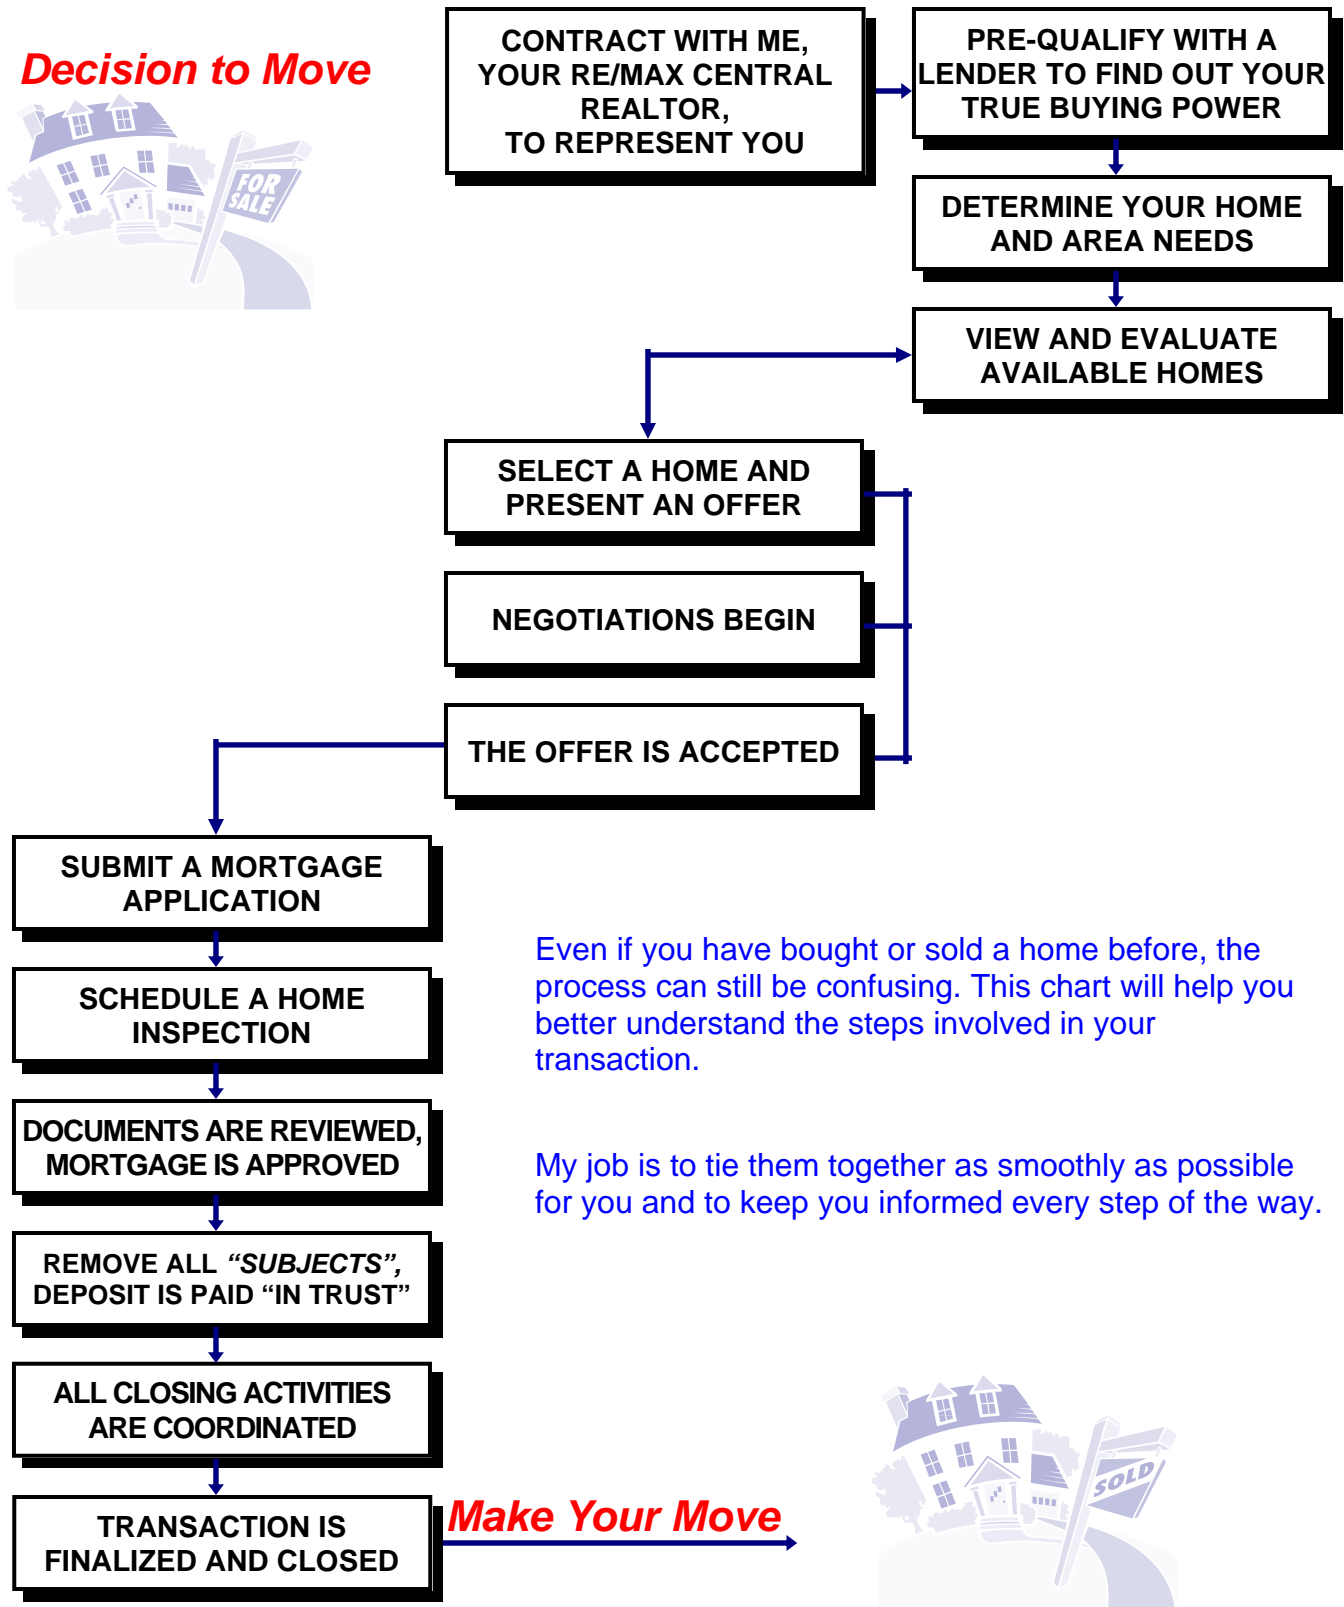 Decision to Move
CONTRACT WITH ME,
YOUR RE/MAX CENTRAL
REALTOR,
TO REPRESENT YOU
PRE-QUALIFY WITH A
LENDER TO FIND OUT YOUR
TRUE BUYING POWER
FOR
SALE
DETERMINE YOUR HOME
AND AREA NEEDS
VIEW AND EVALUATE
AVAILABLE HOMES
SELECT A HOME AND
PRESENT AN OFFER
NEGOTIATIONS BEGIN
THE OFFER IS ACCEPTED
SUBMIT A MORTGAGE
APPLICATION
SCHEDULE A HOME
INSPECTION
DOCUMENTS ARE REVIEWED,
MORTGAGE IS APPROVED
REMOVE ALL “SUBJECTS”,
DEPOSIT IS PAID “IN TRUST”
ALL CLOSING ACTIVITIES
ARE COORDINATED
TRANSACTION IS
FINALIZED AND CLOSED
Even if you have bought or sold a home before, the
process can still be confusing. This chart will help you
better understand the steps involved in your
transaction.
My job is to tie them together as smoothly as possible
for you and to keep you informed every step of the way.
Make Your Move
SOLD